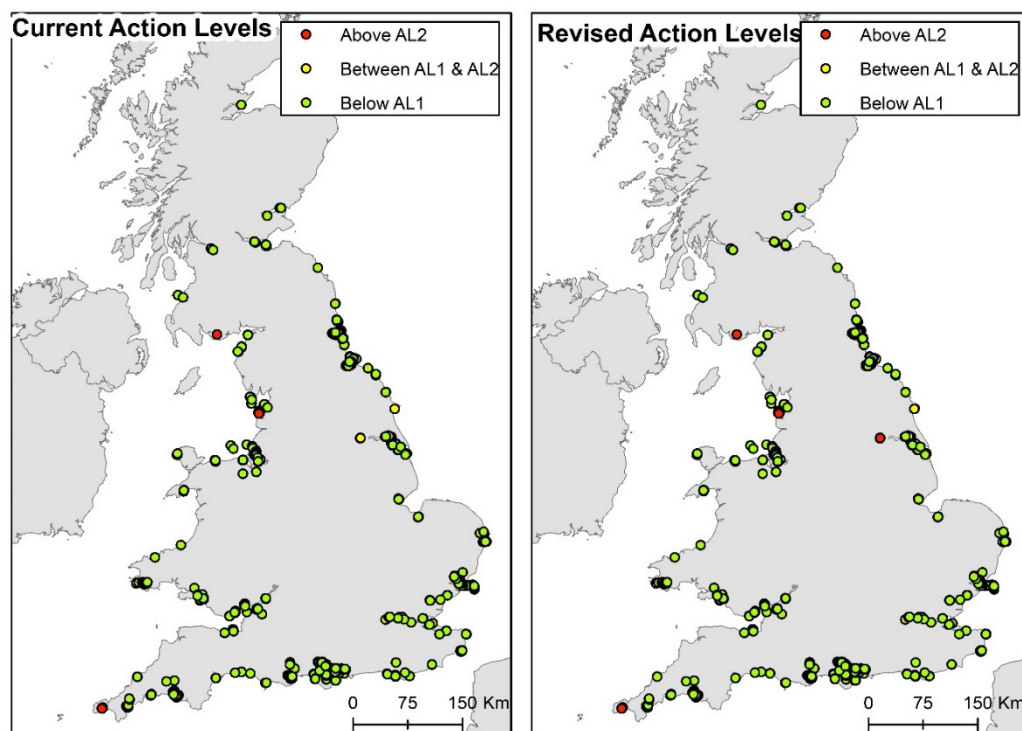 Current Action Levels
Above AL2
Between AL1 & AL2
Below AL1
0 75 150 Km
Revised Action Levels
Above AL2
Between AL1 & AL2
Below AL1
0 75 150 Km